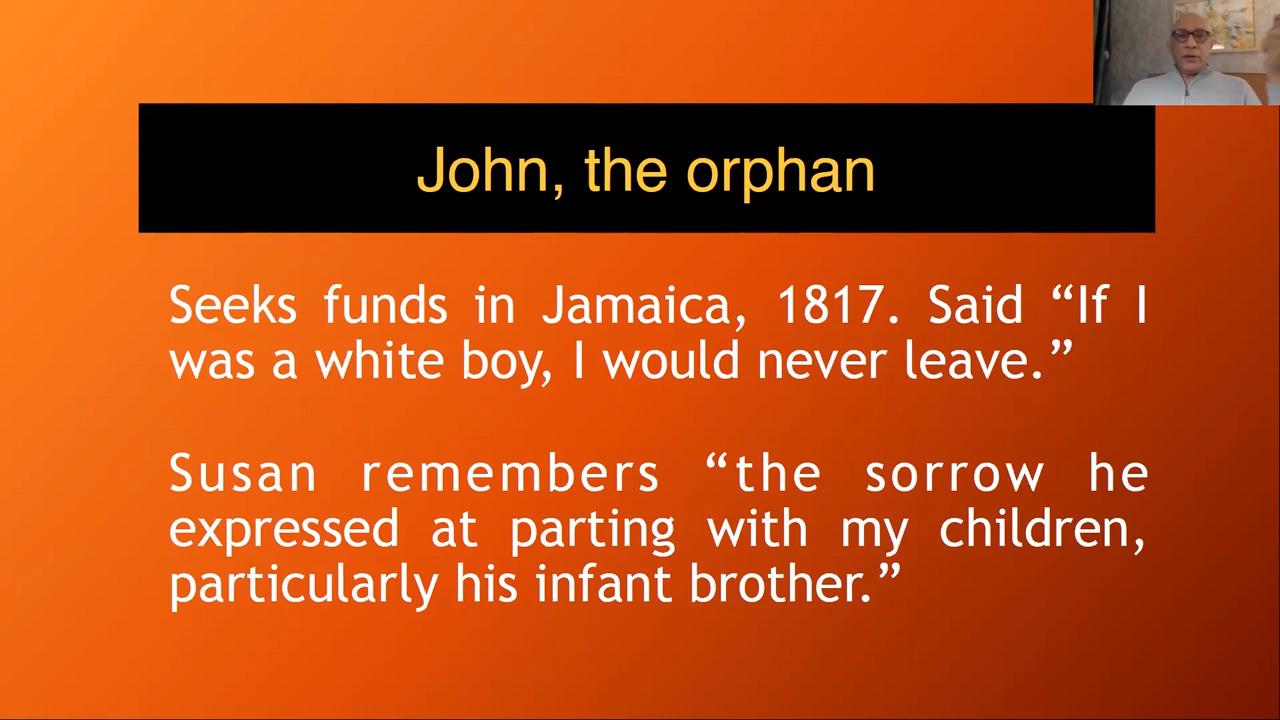 John, the orphan
Seeks funds in Jamaica, 1817. Said “If I
was a white boy, I would never leave.”
Susan remembers “the sorrow he
expressed at parting with my children,
particularly his infant brother.”